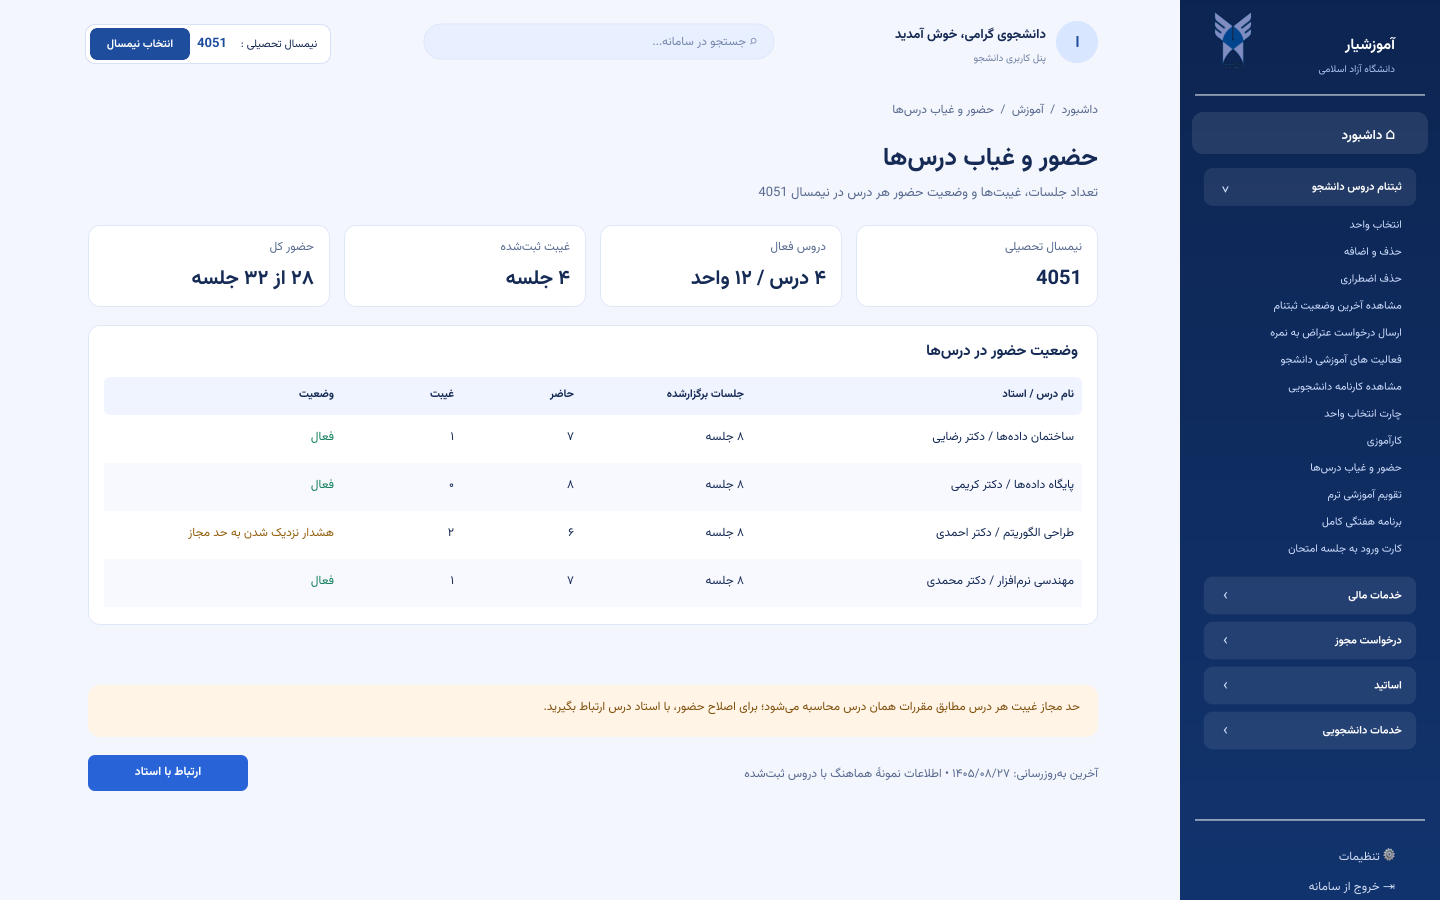 آموزشیار
دانشگاه آزاد اسلامی
داشبورد
ثبتنام دروس دانشجو
انتخاب واحد
حذف و اضافه
حذف اضطراری
مشاهده آخرین وضعیت ثبتنام
ارسال درخواست عتراض به نمره
فعالیت های آموزشی دانشجو
مشاهده کارنامه دانشجویی
چارت انتخاب واحد
کارآموزی
حضور و غیاب درس‌ها
تقویم آموزشی ترم
برنامه هفتگی کامل
کارت ورود به جلسه امتحان
خدمات مالی
درخواست مجوز
اساتید
خدمات دانشجویی
تنظیمات
خروج از سامانه
ا
دانشجوی گرامی، خوش آمدید
پنل کاربری دانشجو
جستجو در سامانه...
نیمسال تحصیلی : 4051 انتخاب نیمسال
داشبورد / آموزش / حضور و غیاب درس‌ها
حضور و غیاب درس‌ها
تعداد جلسات، غیبت‌ها و وضعیت حضور هر درس در نیمسال 4051
نیمسال تحصیلی
4051
دروس فعال
۴ درس / ۱۲ واحد
غیبت ثبت‌شده
۴ جلسه
حضور کل
۲۸ از ۳۲ جلسه
وضعیت حضور در درس‌ها
نام درس / استاد جلسات برگزارشده حاضر غیبت وضعیت
ساختمان داده‌ها / دکتر رضایی ۸ جلسه ۷ ۱ فعال
پایگاه داده‌ها / دکتر کریمی ۸ جلسه ۸ ۰ فعال
طراحی الگوریتم / دکتر احمدی ۸ جلسه ۶ ۲ هشدار نزدیک شدن به حد مجاز
مهندسی نرم‌افزار / دکتر محمدی ۸ جلسه ۷ ۱ فعال
حد مجاز غیبت هر درس مطابق مقررات همان درس محاسبه می‌شود؛ برای اصلاح حضور، با استاد درس ارتباط بگیرید.
آخرین به‌روزرسانی: ۱۴۰۵/۰۸/۲۷ • اطلاعات نمونهٔ هماهنگ با دروس ثبت‌شده
ارتباط با استاد